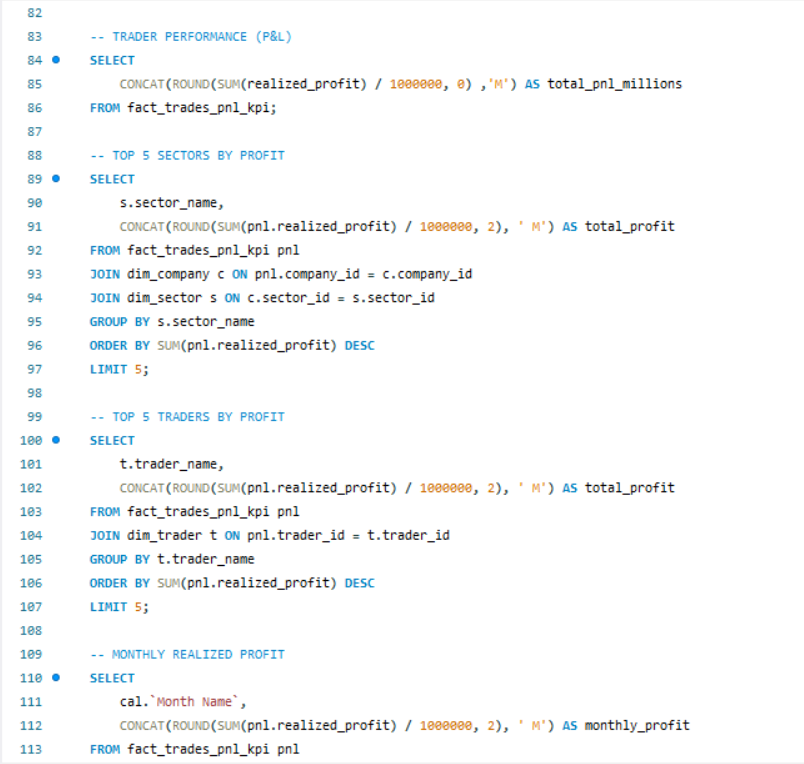 82
83 -- TRADER PERFORMANCE (P&L)
84 SELECT
85 CONCAT(ROUND(SUM(realized_profit) / 1000000, 0) ,'M') AS total_pnl_millions
86 FROM fact_trades_pnl_kpi;
87
88 -- TOP 5 SECTORS BY PROFIT
89 SELECT
90 s.sector_name,
91 CONCAT(ROUND(SUM(pnl.realized_profit) / 1000000, 2), ' M') AS total_profit
92 FROM fact_trades_pnl_kpi pnl
93 JOIN dim_company c ON pnl.company_id = c.company_id
94 JOIN dim_sector s ON c.sector_id = s.sector_id
95 GROUP BY s.sector_name
96 ORDER BY SUM(pnl.realized_profit) DESC
97 LIMIT 5;
98
99 -- TOP 5 TRADERS BY PROFIT
100 SELECT
101 t.trader_name,
102 CONCAT(ROUND(SUM(pnl.realized_profit) / 1000000, 2), ' M') AS total_profit
103 FROM fact_trades_pnl_kpi pnl
104 JOIN dim_trader t ON pnl.trader_id = t.trader_id
105 GROUP BY t.trader_name
106 ORDER BY SUM(pnl.realized_profit) DESC
107 LIMIT 5;
108
109 -- MONTHLY REALIZED PROFIT
110 SELECT
111 cal.`Month Name`,
112 CONCAT(ROUND(SUM(pnl.realized_profit) / 1000000, 2), ' M') AS monthly_profit
113 FROM fact_trades_pnl_kpi pnl